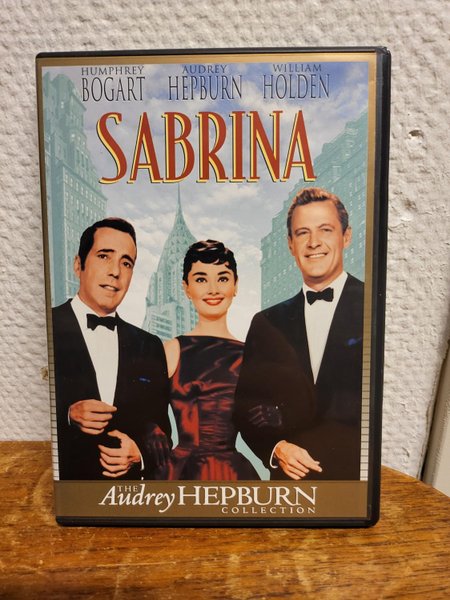 HUMPHREY AUDREY WILLIAM
BOGART HEPBURN HOLDEN
SABRINA
THE
Audrey HEPBURN
COLLECTION